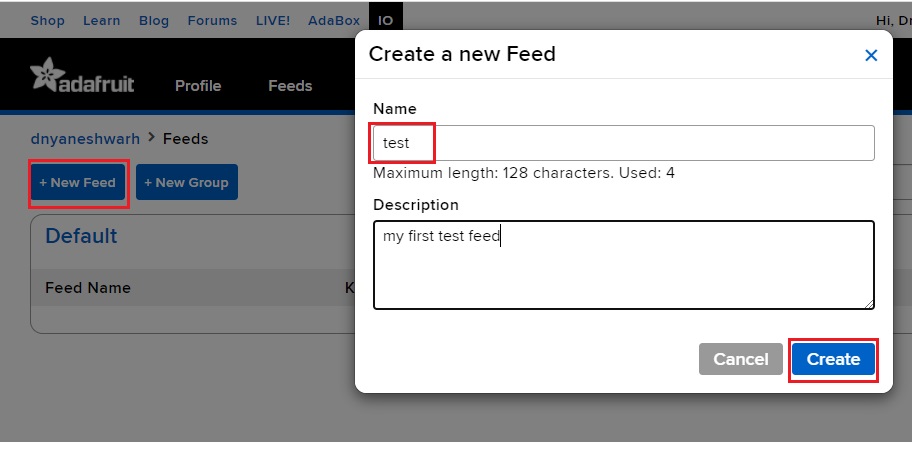 Shop Learn Blog Forums LIVE! AdaBox IO Hi, Dr
adafruit Profile Feeds
dnyaneshwarh > Feeds
+ New Feed + New Group
Default
Feed Name K
Create a new Feed ×
Name
test
Maximum length: 128 characters. Used: 4
Description
my first test feed
Cancel Create